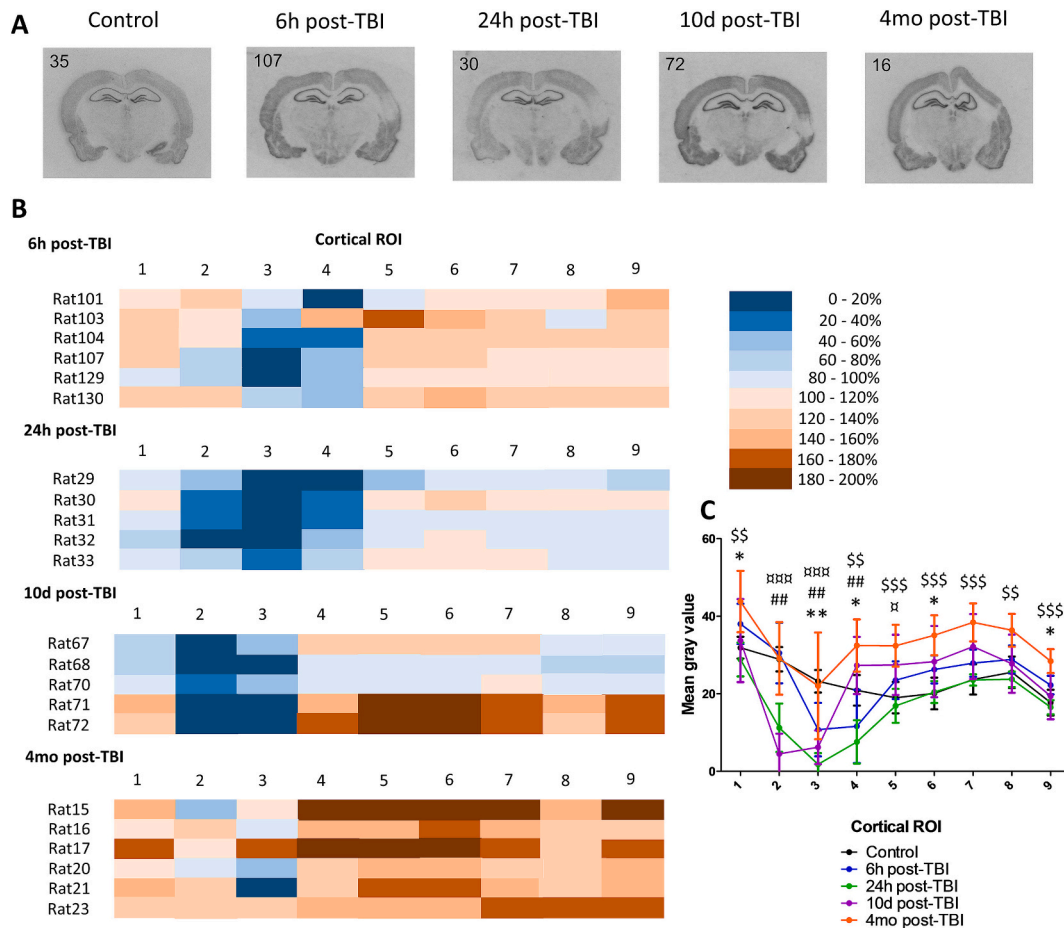 A
Control 6h post-TBI 24h post-TBI 10d post-TBI 4mo post-TBI
35 107 30 72 16
B
6h post-TBI
Cortical ROI
1 2 3 4 5 6 7 8 9
Rat101
Rat103
Rat104
Rat107
Rat129
Rat130
0 - 20%
20 - 40%
40 - 60%
60 - 80%
80 - 100%
100 - 120%
120 - 140%
140 - 160%
160 - 180%
180 - 200%
24h post-TBI
1 2 3 4 5 6 7 8 9
Rat29
Rat30
Rat31
Rat32
Rat33
10d post-TBI
1 2 3 4 5 6 7 8 9
Rat67
Rat68
Rat70
Rat71
Rat72
4mo post-TBI
1 2 3 4 5 6 7 8 9
Rat15
Rat16
Rat17
Rat20
Rat21
Rat23
C
Mean gray value
60
40
20
0
$$
*
¤¤¤
##
¤¤¤
##
**
$$
##
*
$$$
¤
$$$
*
$$$
$$
$$$
*
1 2 3 4 5 6 7 8 9
Cortical ROI
Control
6h post-TBI
24h post-TBI
10d post-TBI
4mo post-TBI